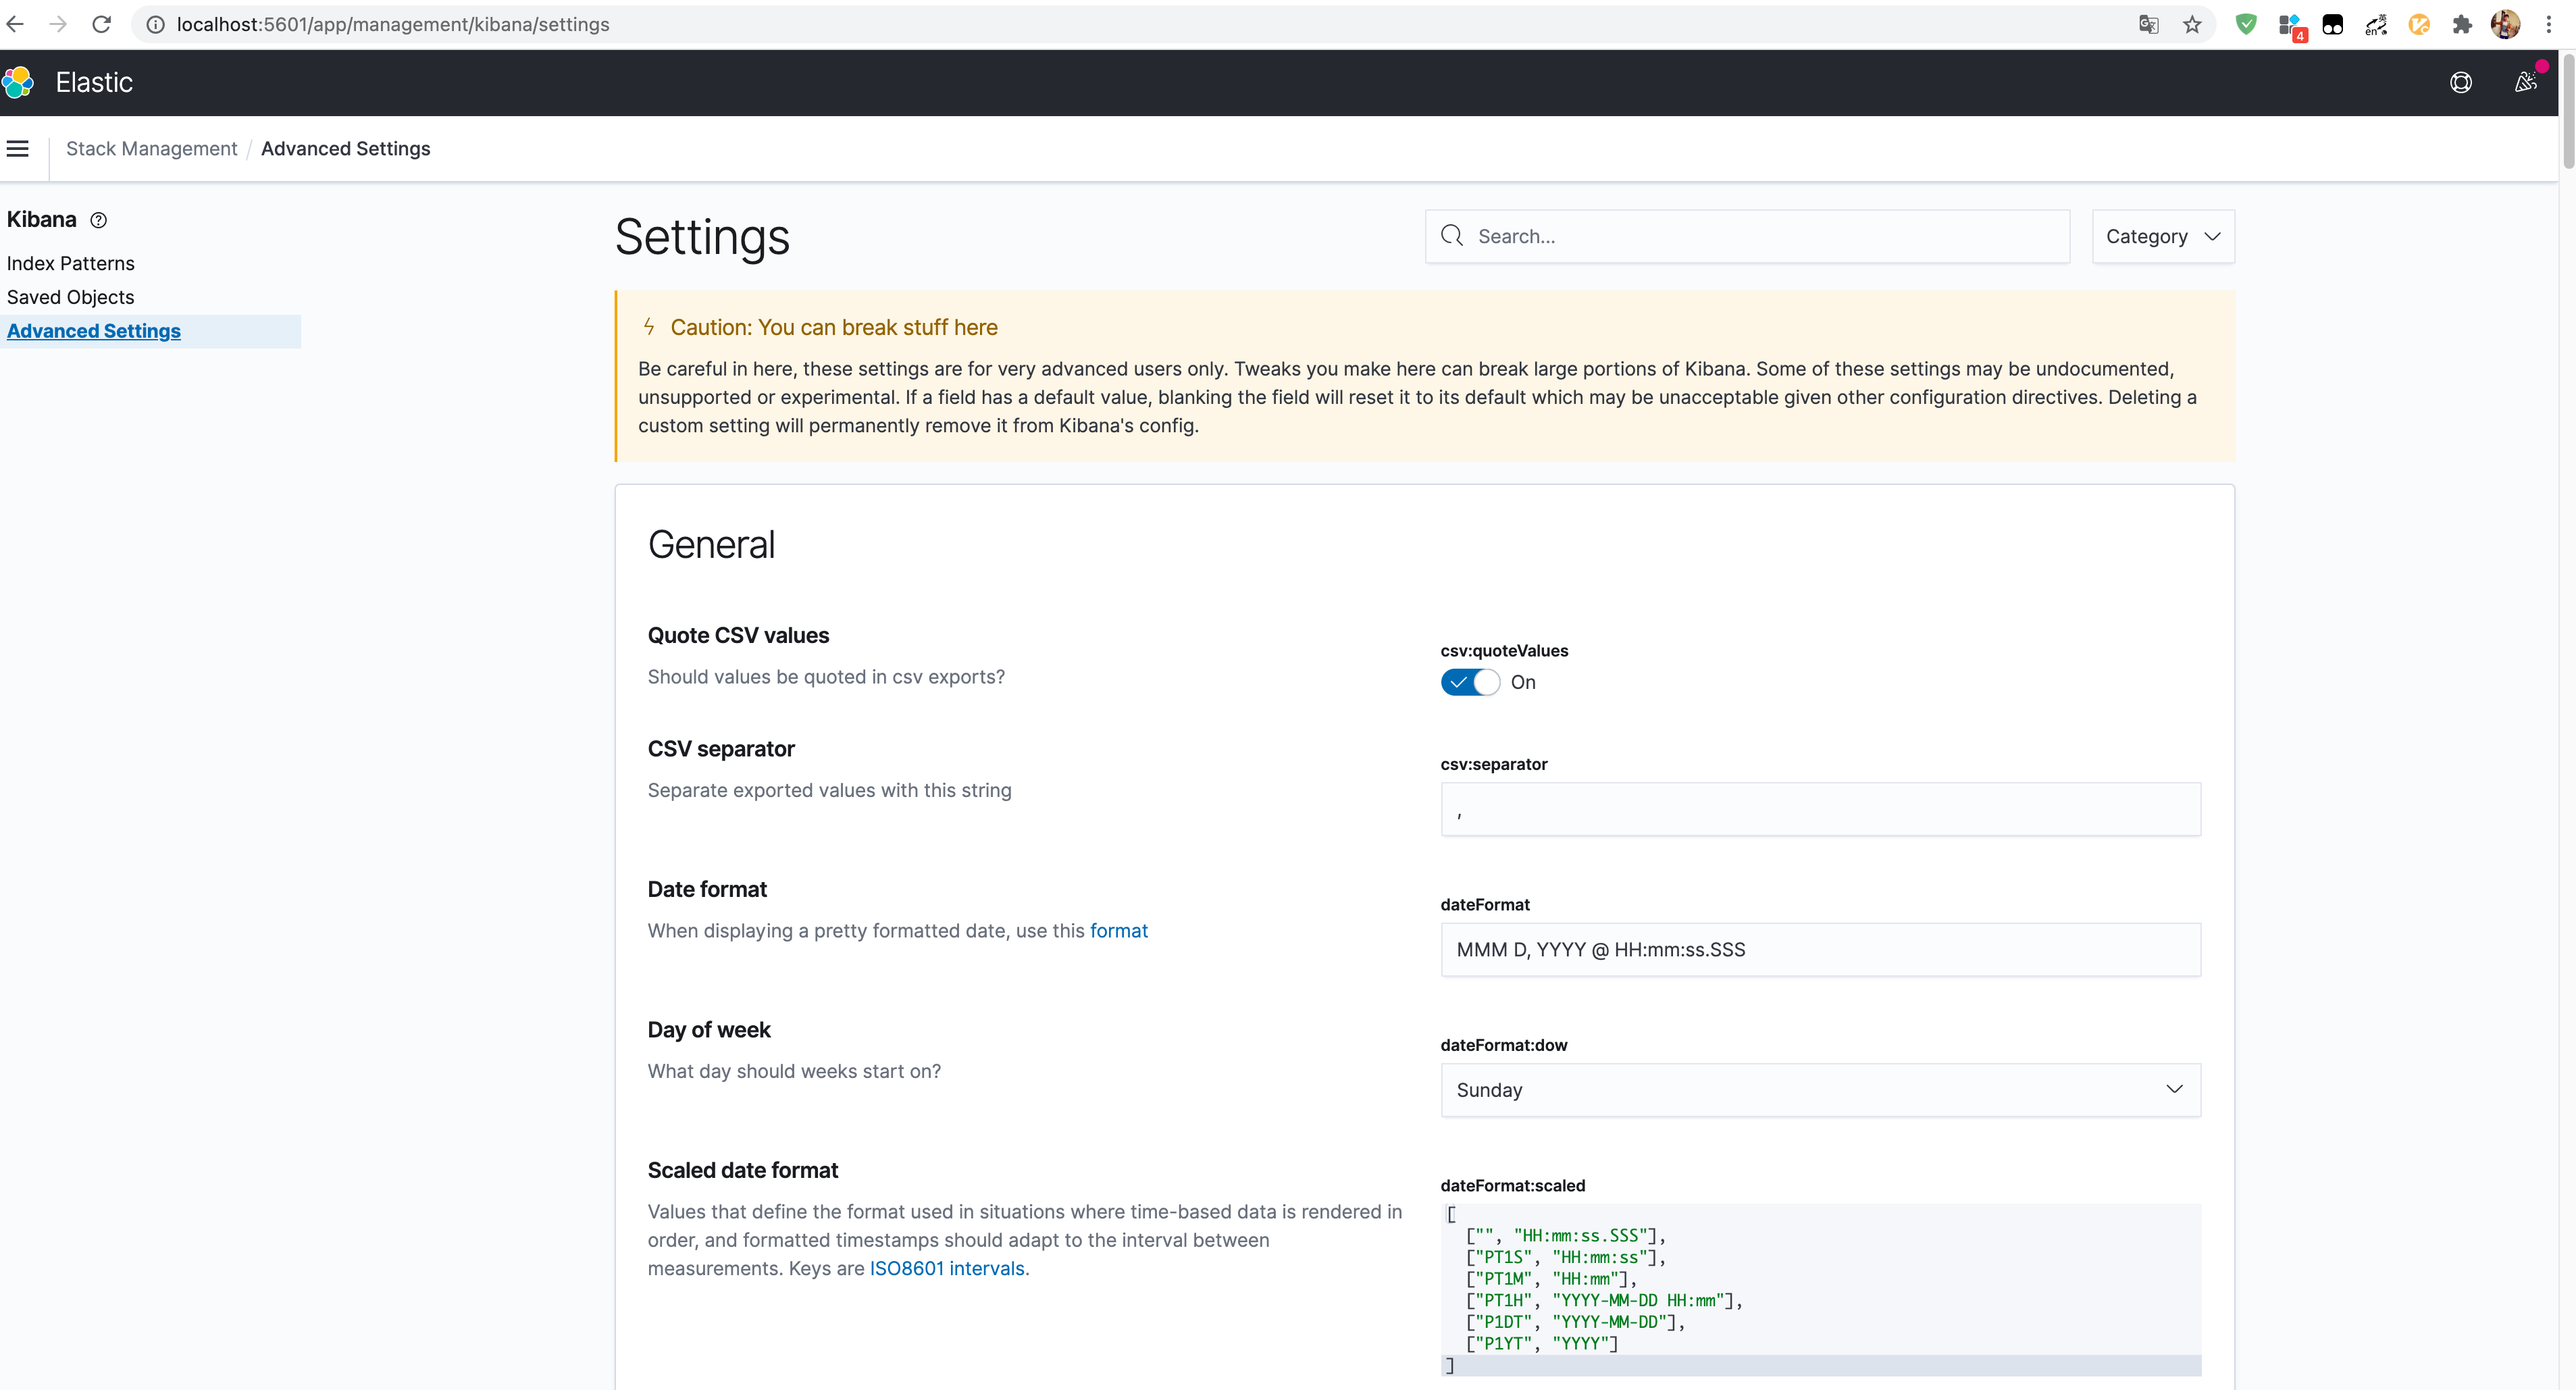 localhost:5601/app/management/kibana/settings
4
en
英
Elastic
Stack Management / Advanced Settings
Kibana
Index Patterns
Saved Objects
Advanced Settings
Settings
Search...
Category
Caution: You can break stuff here
Be careful in here, these settings are for very advanced users only. Tweaks you make here can break large portions of Kibana. Some of these settings may be undocumented,
unsupported or experimental. If a field has a default value, blanking the field will reset it to its default which may be unacceptable given other configuration directives. Deleting a
custom setting will permanently remove it from Kibana's config.
General
Quote CSV values
Should values be quoted in csv exports?
csv:quoteValues
On
CSV separator
Separate exported values with this string
csv:separator
,
Date format
When displaying a pretty formatted date, use this format
dateFormat
MMM D, YYYY @ HH:mm:ss.SSS
Day of week
What day should weeks start on?
dateFormat:dow
Sunday
Scaled date format
Values that define the format used in situations where time-based data is rendered in
order, and formatted timestamps should adapt to the interval between
measurements. Keys are ISO8601 intervals.
dateFormat:scaled
[
["", "HH:mm:ss.SSS"],
["PT1S", "HH:mm:ss"],
["PT1M", "HH:mm"],
["PT1H", "YYYY-MM-DD HH:mm"],
["P1DT", "YYYY-MM-DD"],
["P1YT", "YYYY"]
]